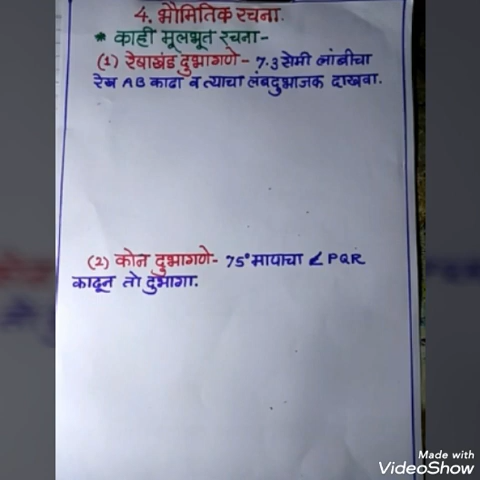 4. भौमितिक रचना.
* काही मूलभूत रचना-
(1) रेषाखंड दुभागणे- 7.3 सेमी लांबीचा
रेख AB काढा व त्याचा लंबदुभाजक दाखवा.
(2) कोन दुभागणे- 75° मापाचा ∠PQR
काढून तो दुभागा.
Made with
VideoShow